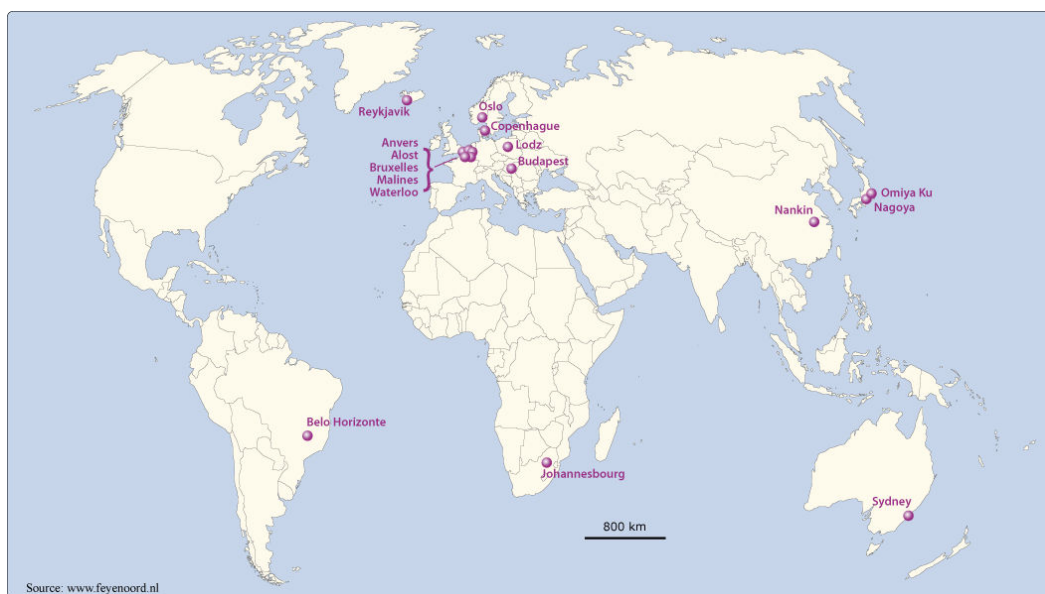 Reykjavik
Oslo
Copenhague
Anvers
Alost
Bruxelles
Malines
Waterloo
Lodz
Budapest
Omiya Ku
Nagoya
Nankin
Belo Horizonte
Johannesbourg
Sydney
800 km
Source: www.feyenoord.nl